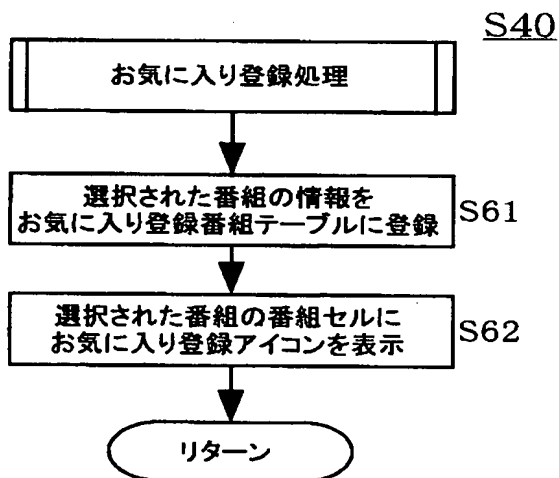 S40
お気に入り登録処理
選択された番組の情報を
お気に入り登録番組テーブルに登録
S61
選択された番組の番組セルに
お気に入り登録アイコンを表示
S62
リターン